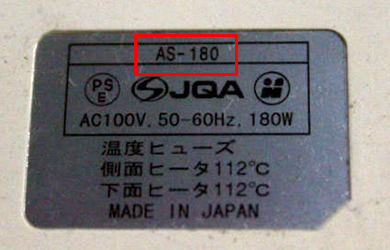 AS-180
PS
E
JQA
AC100V, 50-60Hz, 180W
温度ヒューズ
側面ヒータ112℃
下面ヒータ112℃
MADE IN JAPAN